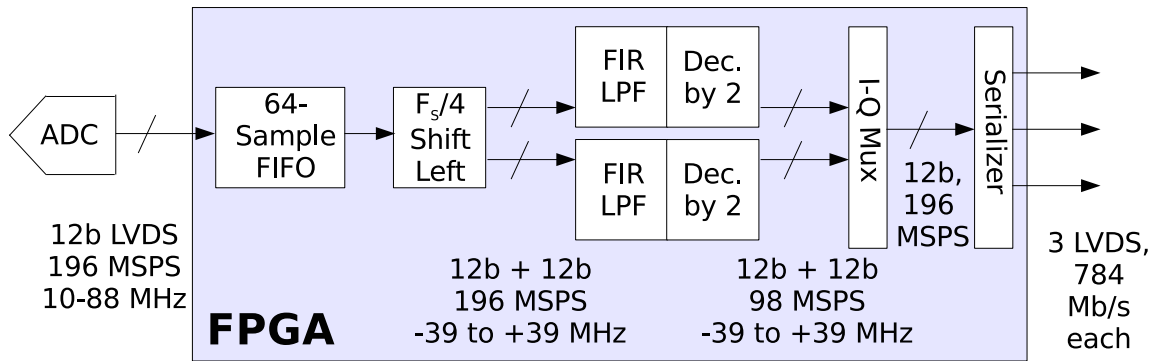 ADC
12b LVDS
196 MSPS
10-88 MHz
64-
Sample
FIFO
Fs/4
Shift
Left
FIR
LPF
Dec.
by 2
FIR
LPF
Dec.
by 2
I-Q Mux
Serializer
12b,
196
MSPS
12b + 12b
196 MSPS
-39 to +39 MHz
12b + 12b
98 MSPS
-39 to +39 MHz
3 LVDS,
784
Mb/s
each
FPGA